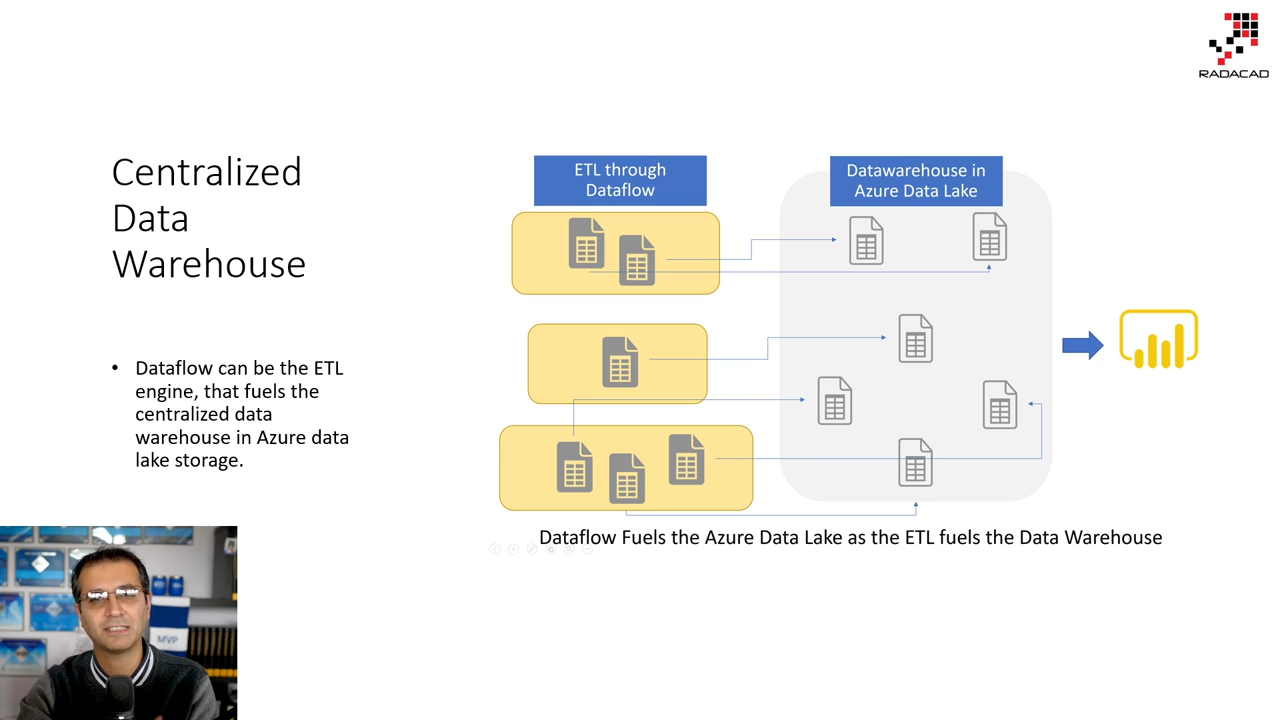 RADACAD
Centralized
Data
Warehouse
• Dataflow can be the ETL
engine, that fuels the
centralized data
warehouse in Azure data
lake storage.
ETL through
Dataflow
Datawarehouse in
Azure Data Lake
Dataflow Fuels the Azure Data Lake as the ETL fuels the Data Warehouse
MVP